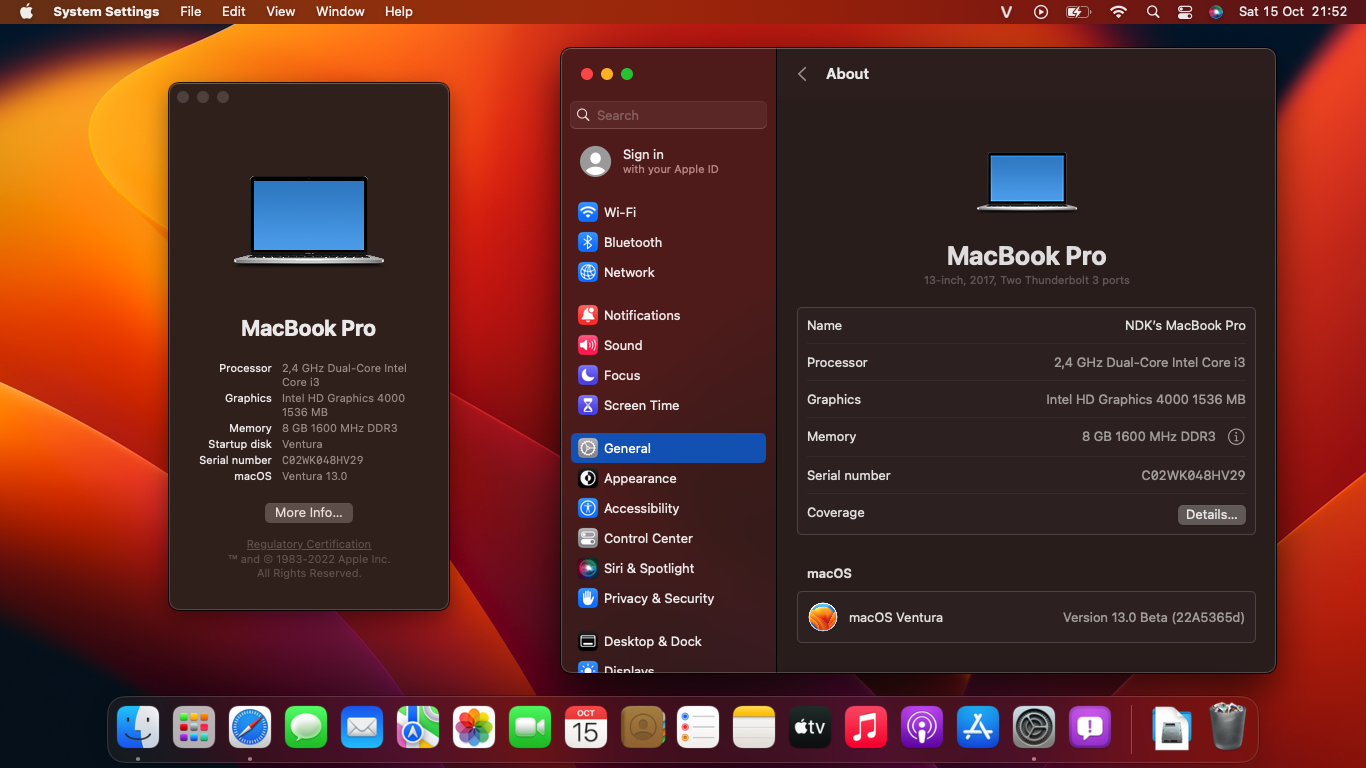 System Settings File Edit View Window Help
V Sat 15 Oct 21:52
MacBook Pro
Processor 2,4 GHz Dual-Core Intel
Core i3
Graphics Intel HD Graphics 4000
1536 MB
Memory 8 GB 1600 MHz DDR3
Startup disk Ventura
Serial number C02WK048HV29
macOS Ventura 13.0
More Info...
Regulatory Certification
™ and © 1983-2022 Apple Inc.
All Rights Reserved.
Search
Sign in
with your Apple ID
Wi-Fi
Bluetooth
Network
Notifications
Sound
Focus
Screen Time
General
Appearance
Accessibility
Control Center
Siri & Spotlight
Privacy & Security
Desktop & Dock
Displays
About
MacBook Pro
13-inch, 2017, Two Thunderbolt 3 ports
Name NDK's MacBook Pro
Processor 2,4 GHz Dual-Core Intel Core i3
Graphics Intel HD Graphics 4000 1536 MB
Memory 8 GB 1600 MHz DDR3
Serial number C02WK048HV29
Coverage Details...
macOS
macOS Ventura Version 13.0 Beta (22A5365d)
OCT
15
tv